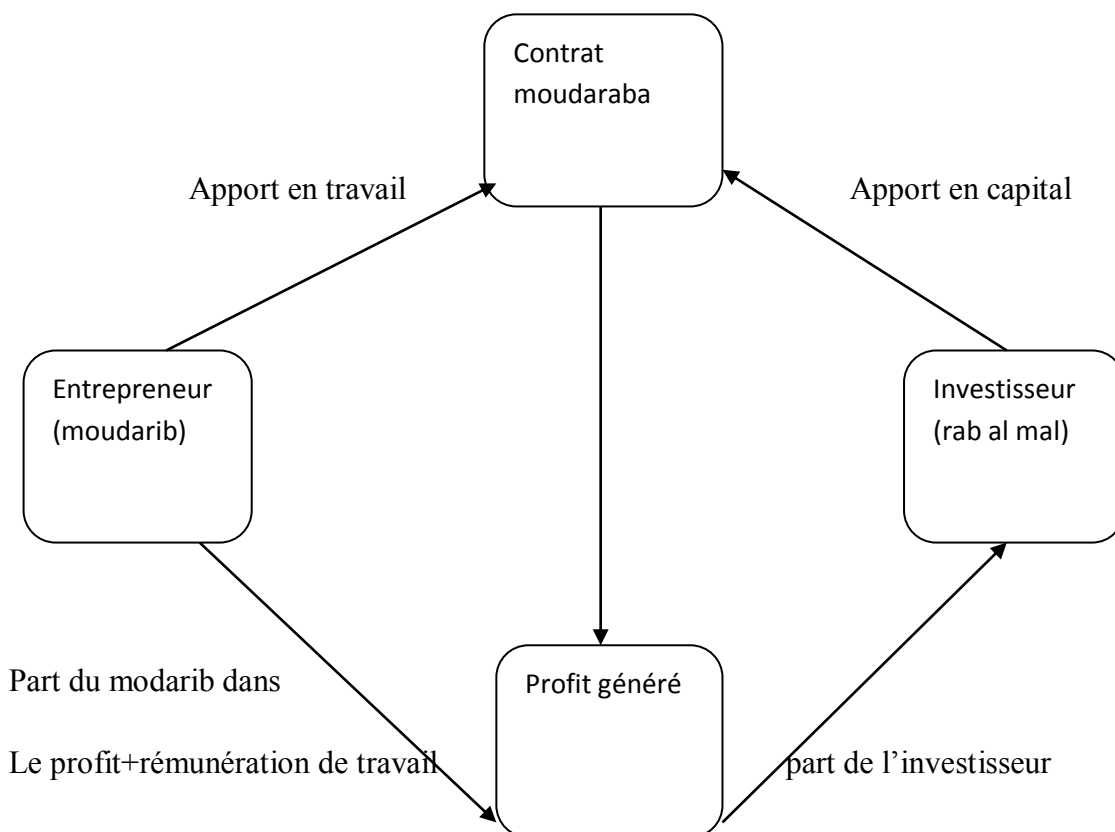 Contrat
moudaraba
Apport en travail
Apport en capital
Entrepreneur
(moudarib)
Investisseur
(rab al mal)
Part du modarib dans
Profit généré
Le profit+rémunération de travail
part de l’investisseur